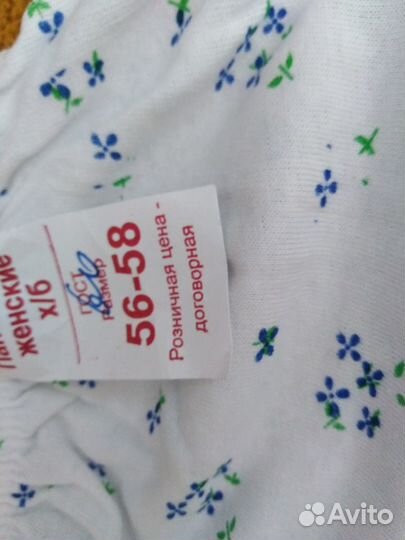 женские
х/б
ГОСТ
размер
56-58
Розничная цена -
договорная
Avito